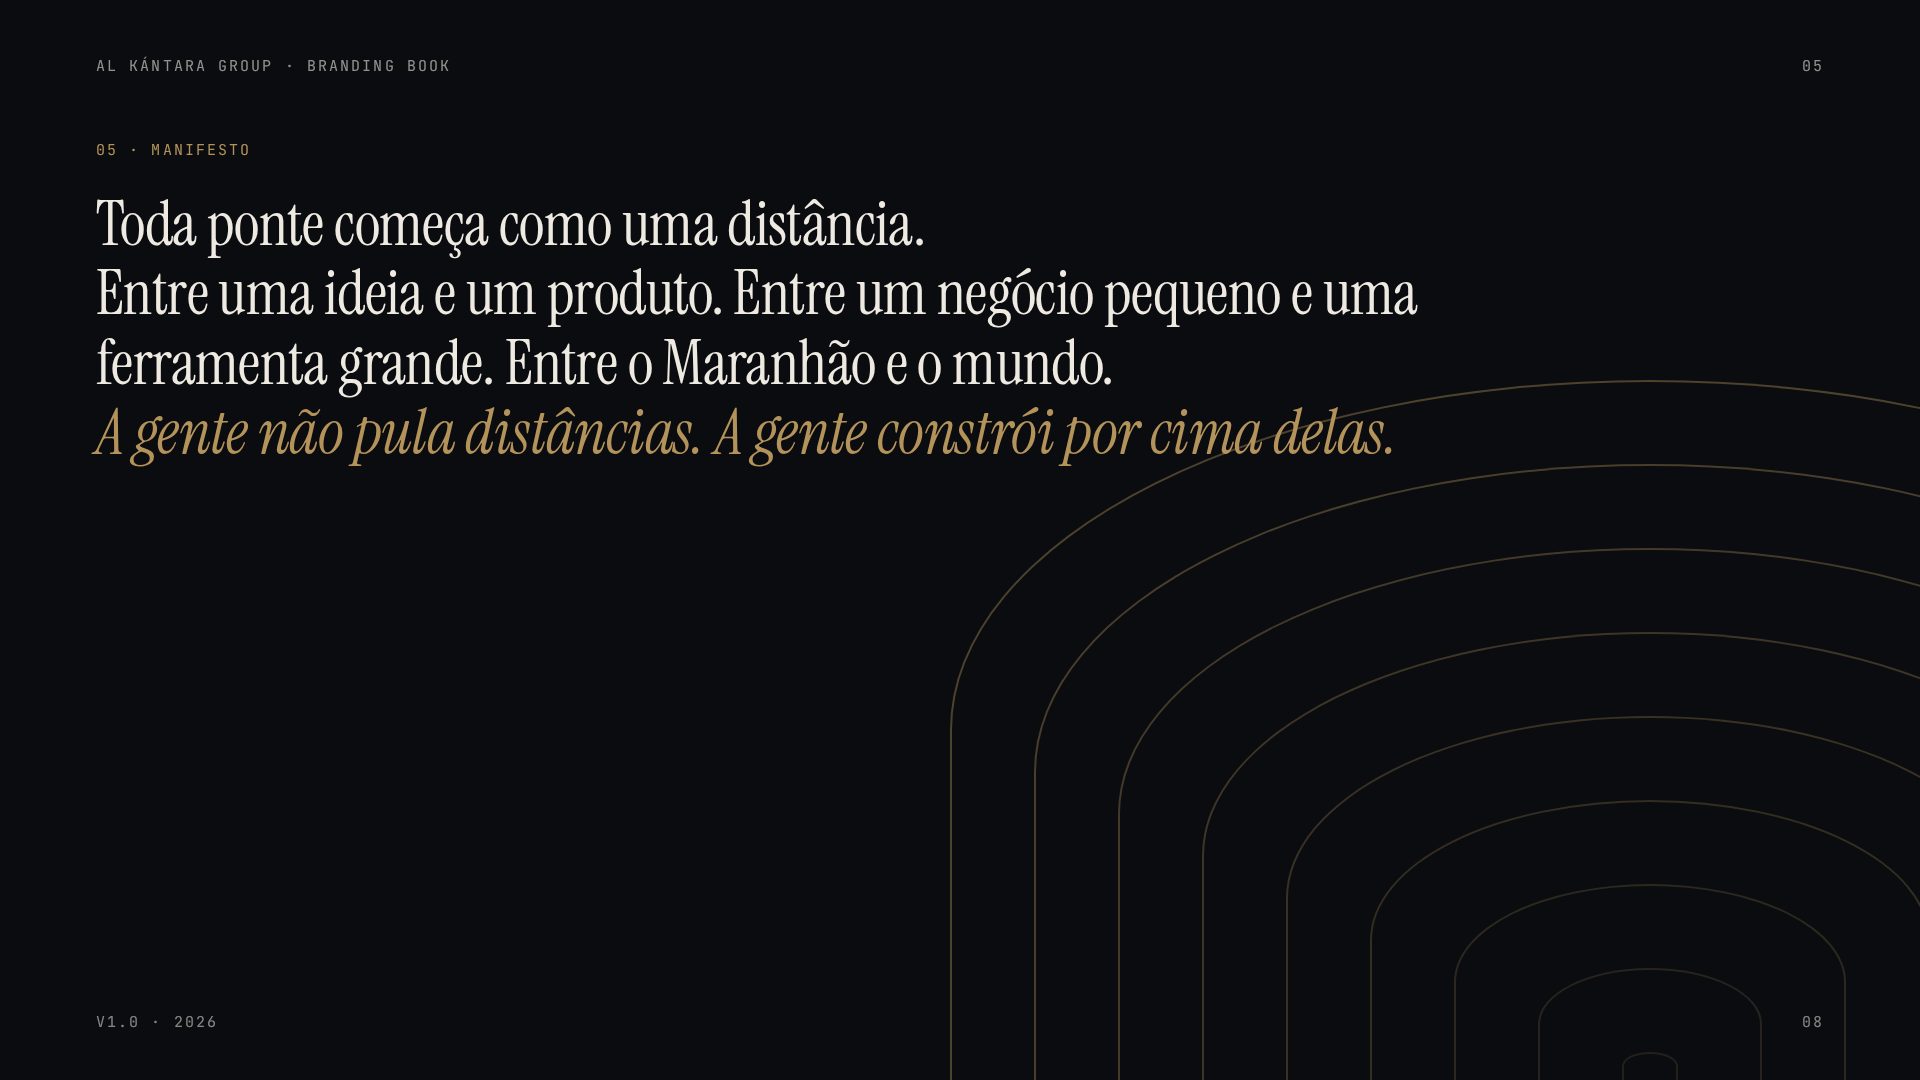 AL KÁNTARA GROUP · BRANDING BOOK
05
05 · MANIFESTO
Toda ponte começa como uma distância.
Entre uma ideia e um produto. Entre um negócio pequeno e uma
ferramenta grande. Entre o Maranhão e o mundo.
A gente não pula distâncias. A gente constrói por cima delas.
V1.0 · 2026
08